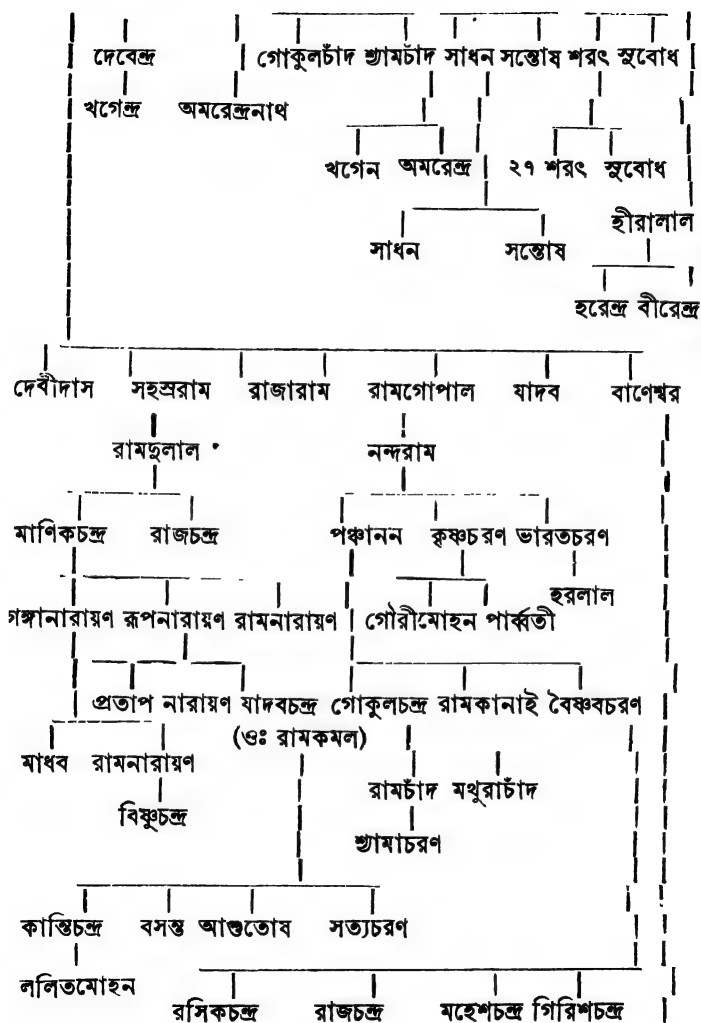 দেবেন্দ্র গোকুলচাঁদ শ্যামচাঁদ সাধন সন্তোষ শরৎ সুবোধ
খগেন্দ্র অমরেন্দ্রনাথ
খগেন অমরেন্দ্র ২৭ শরৎ সুবোধ
হীরালাল
সাধন সন্তোষ
হরেন্দ্র বীরেন্দ্র
দেবীদাস সহস্ররাম রাজারাম রামগোপাল যাদব বাণেশ্বর
রামদুলাল নন্দরাম
মাণিকচন্দ্র রাজচন্দ্র পঞ্চানন কৃষ্ণচরণ ভারতচরণ
হরলাল
গঙ্গানারায়ণ রূপনারায়ণ রামনারায়ণ গৌরীমোহন পার্ব্বতী
প্রতাপ নারায়ণ যাদবচন্দ্র গোকুলচন্দ্র রামকানাই বৈষ্ণবচরণ
(ওঃ রামকমল)
মাধব রামনারায়ণ
রামচাঁদ মথুরাচাঁদ
বিষ্ণুচন্দ্র
শ্যামাচরণ
কান্তিচন্দ্র বসন্ত আশুতোষ সত্যচরণ
ললিতমোহন
রসিকচন্দ্র রাজচন্দ্র মহেশচন্দ্র গিরিশচন্দ্র